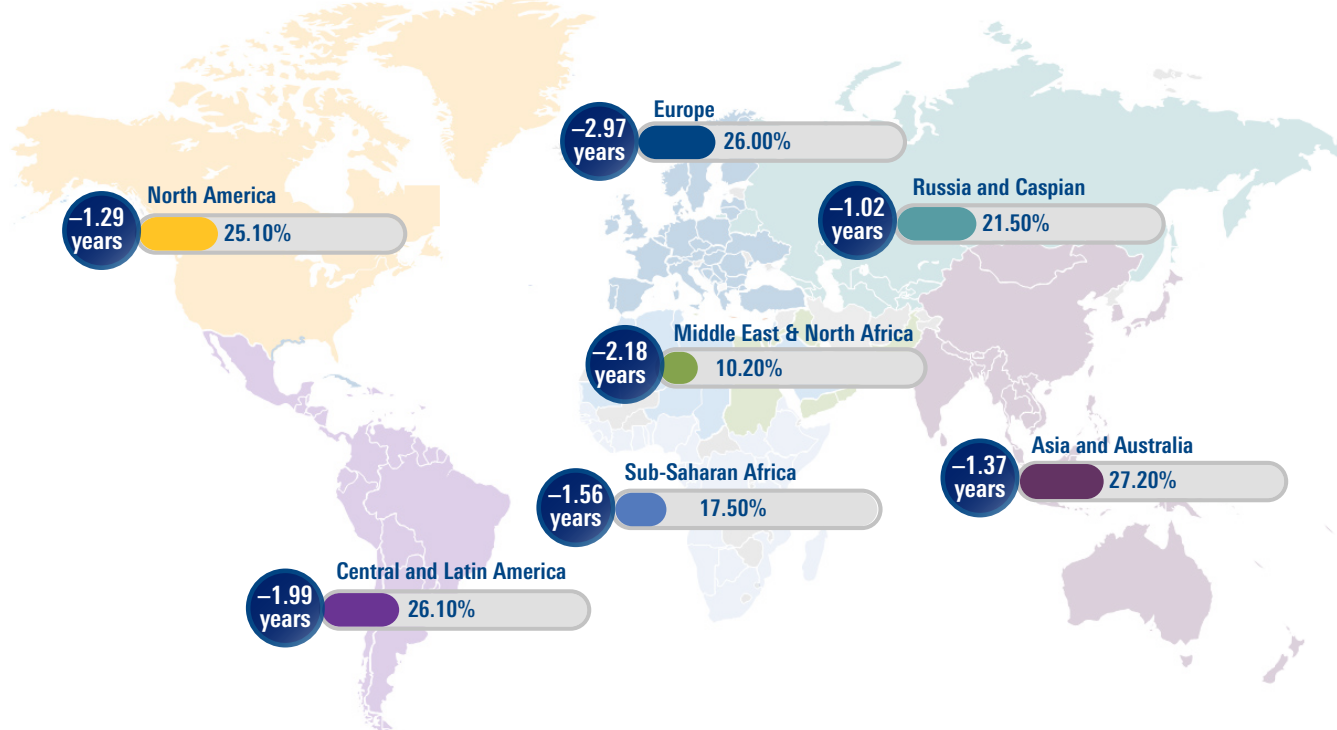 Europe
–2.97
years
26.00%
North America
–1.29
years
25.10%
Russia and Caspian
–1.02
years
21.50%
Middle East & North Africa
–2.18
years
10.20%
Asia and Australia
–1.37
years
27.20%
Sub-Saharan Africa
–1.56
years
17.50%
Central and Latin America
–1.99
years
26.10%